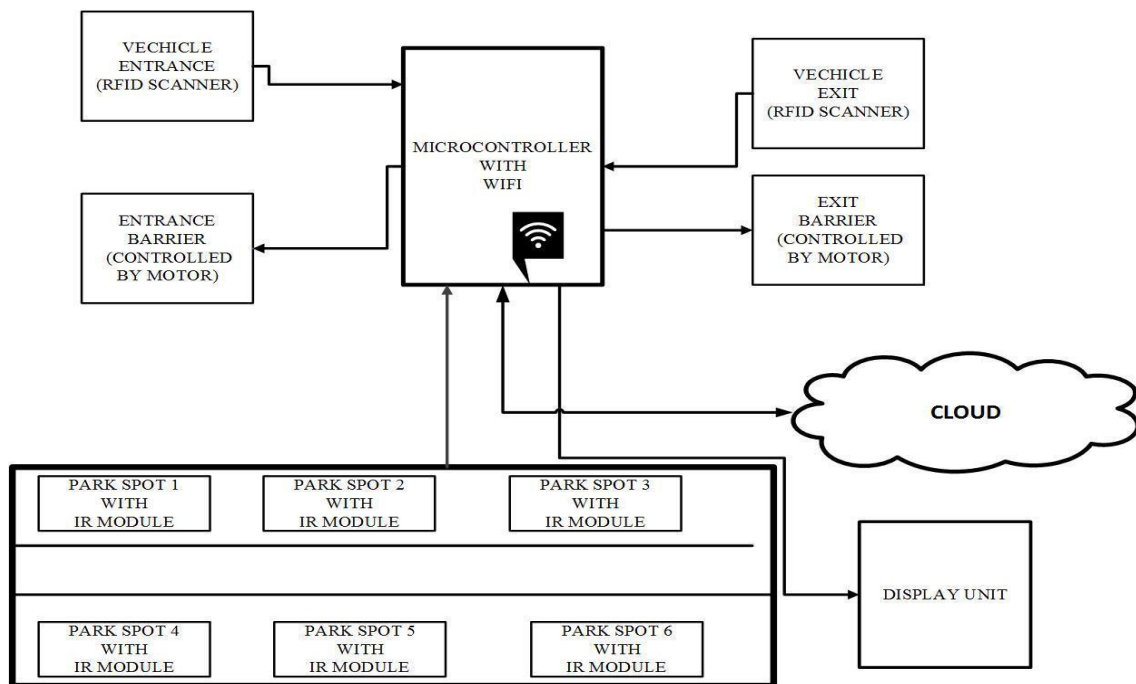 VECHICLE
ENTRANCE
(RFID SCANNER)
VECHICLE
EXIT
(RFID SCANNER)
MICROCONTROLLER
WITH
WIFI
ENTRANCE
BARRIER
(CONTROLLED
BY MOTOR)
EXIT
BARRIER
(CONTROLLED
BY MOTOR)
CLOUD
PARK SPOT 1
WITH
IR MODULE
PARK SPOT 2
WITH
IR MODULE
PARK SPOT 3
WITH
IR MODULE
DISPLAY UNIT
PARK SPOT 4
WITH
IR MODULE
PARK SPOT 5
WITH
IR MODULE
PARK SPOT 6
WITH
IR MODULE